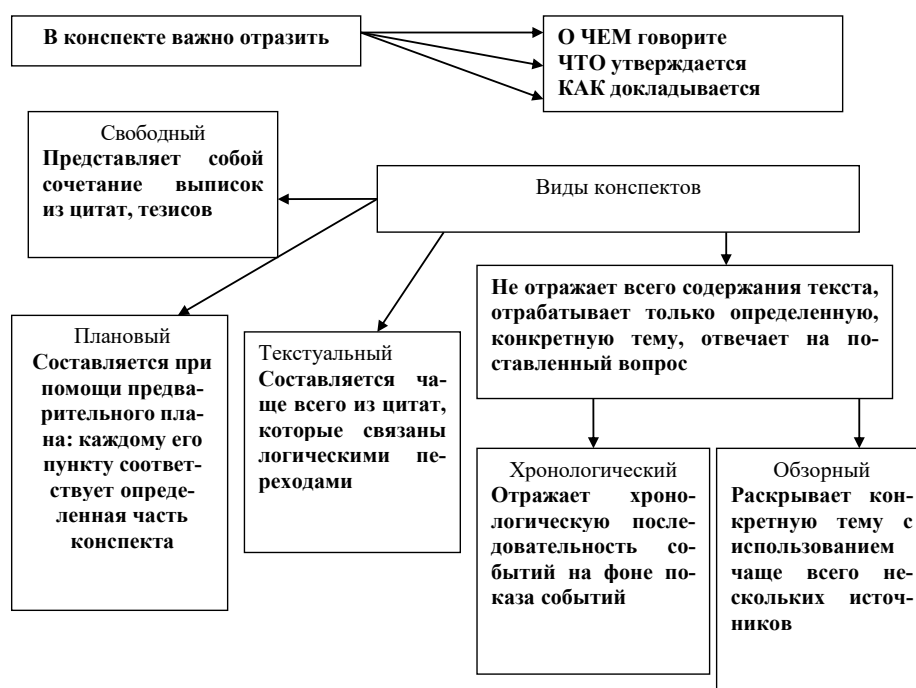 В конспекте важно отразить
О ЧЕМ говорите
ЧТО утверждается
КАК докладывается
Свободный
Представляет собой
сочетание выписок
из цитат, тезисов
Виды конспектов
Не отражает всего содержания текста,
отрабатывает только определенную,
конкретную тему, отвечает на по-
ставленный вопрос
Плановый
Составляется при
помощи предва-
рительного пла-
на: каждому его
пункту соответ-
ствует опреде-
ленная часть
конспекта
Текстуальный
Составляется ча-
ще всего из цитат,
которые связаны
логическими пе-
реходами
Хронологический
Отражает хроно-
логическую после-
довательность со-
бытий на фоне по-
каза событий
Обзорный
Раскрывает кон-
кретную тему с
использованием
чаще всего не-
скольких источ-
ников